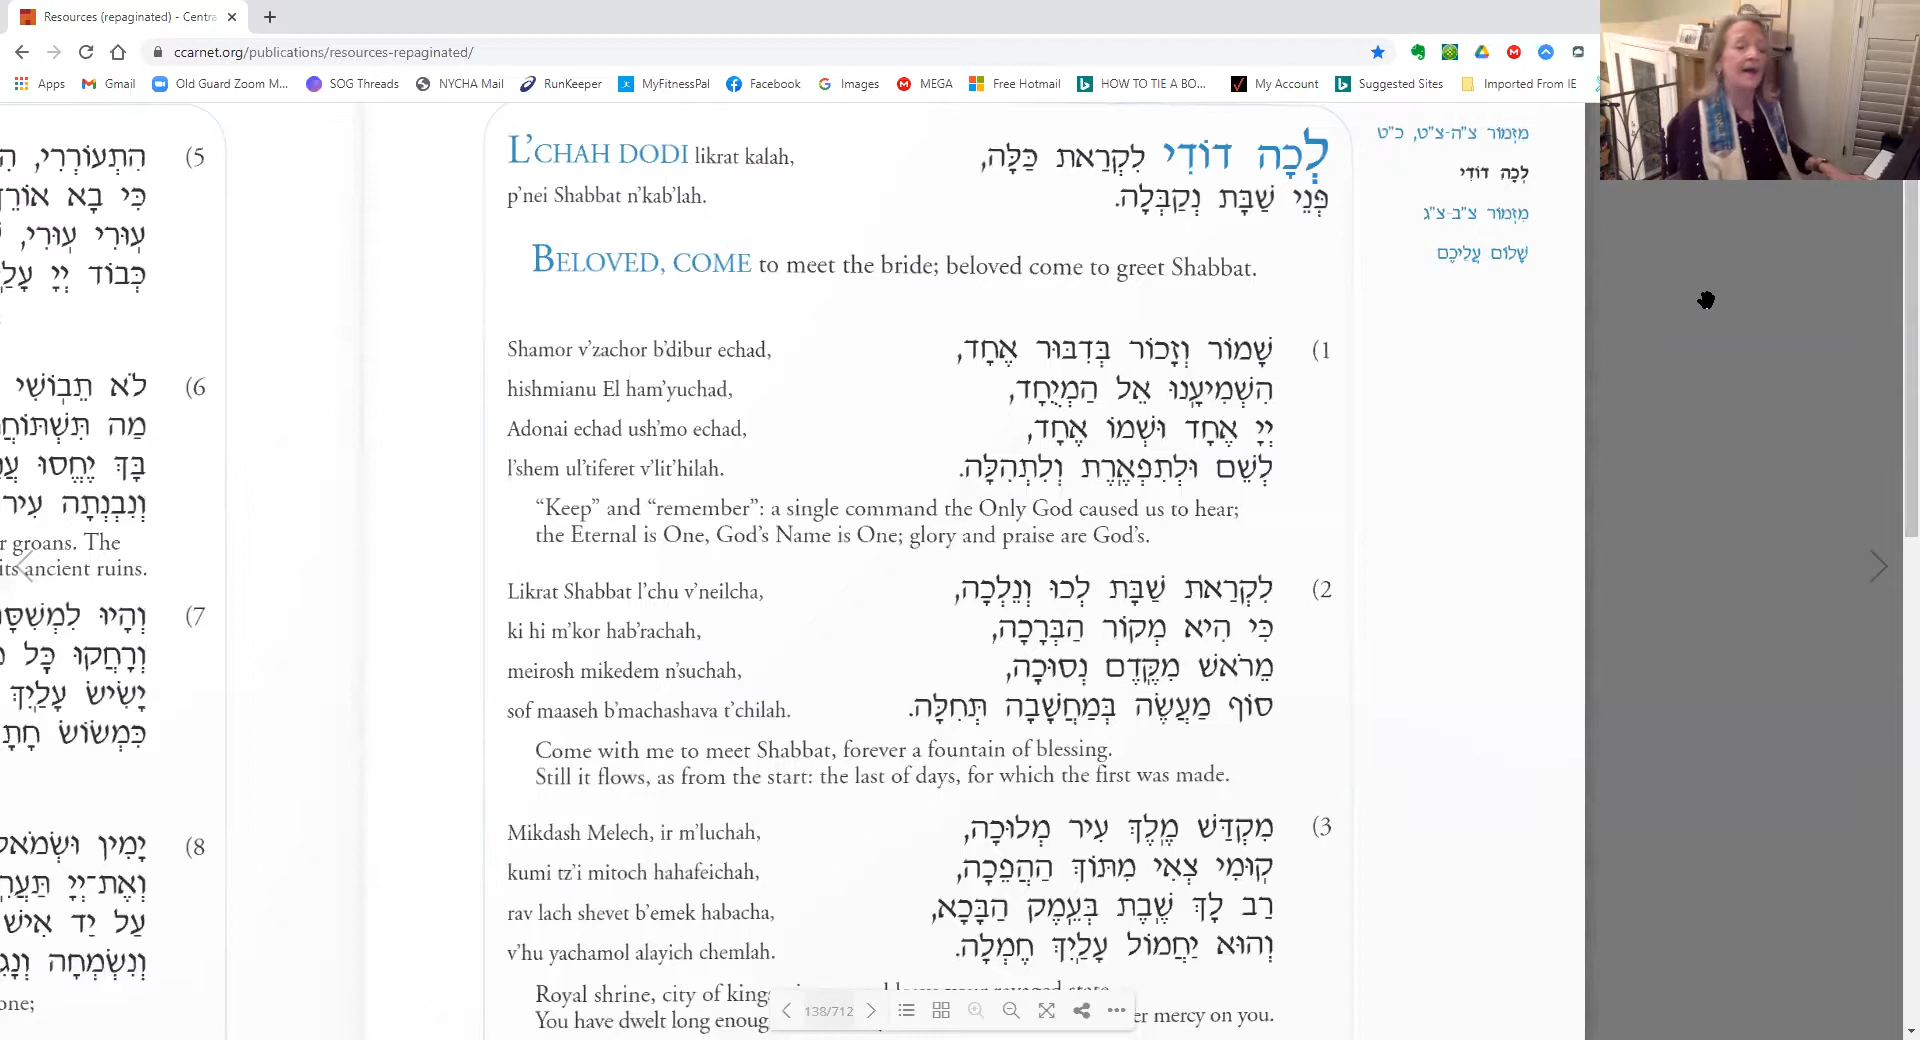 Resources (repaginated) - Centra
ccarnet.org/publications/resources-repaginated/
Apps Gmail Old Guard Zoom M... SOG Threads NYCHA Mail RunKeeper MyFitnessPal Facebook Images MEGA Free Hotmail HOW TO TIE A BO... My Account Suggested Sites Imported From IE
5)
כִּי בָא
עֽוּרִי עֽוּרִי,
כְּבוֹד יְיָ
6) לֹא תֵבֽוֹשִׁי
מַה
בָּךְ יֶחֱסוּ
וְנִבְנְתָה עִיר
r groans. The
its ancient ruins.
7) וְהָיוּ
וְרָחֲקוּ כָּל
יָשִׂישׂ עָלַֽיִךְ
כִּמְשׂוֹשׂ
8) יָמִין
וְאֶת־יְיָ
עַל יַד אִישׁ
וְנִשְׂמְחָה
one;
L’CHAH DODI likrat kalah,
לְכָה דוֹדִי לִקְרַאת כַּלָּה,
p’nei Shabbat n’kab’lah.
פְּנֵי שַׁבָּת נְקַבְּלָה.
BELOVED, COME to meet the bride; beloved come to greet Shabbat.
Shamor v’zachor b’dibur echad,
1) שָׁמוֹר וְזָכוֹר בְּדִבּוּר אֶחָד,
hishmianu El ham’yuchad,
הִשְׁמִיעָֽנוּ אֵל הַמְיֻחָד,
Adonai echad ush’mo echad,
יְיָ אֶחָד וּשְׁמוֹ אֶחָד,
l’shem ul’tiferet v’lit’hilah.
לְשֵׁם וּלְתִפְאֶֽרֶת וְלִתְהִלָּה.
“Keep” and “remember”: a single command the Only God caused us to hear;
the Eternal is One, God’s Name is One; glory and praise are God’s.
Likrat Shabbat l’chu v’neilcha,
2) לִקְרַאת שַׁבָּת לְכוּ וְנֵלְכָה,
ki hi m’kor hab’rachah,
כִּי הִיא מְקוֹר הַבְּרָכָה,
meirosh mikedem n’suchah,
מֵרֹאשׁ מִקֶּֽדֶם נְסוּכָה,
sof maaseh b’machashava t’chilah.
סוֹף מַעֲשֶׂה בְּמַחֲשָׁבָה תְּחִלָּה.
Come with me to meet Shabbat, forever a fountain of blessing.
Still it flows, as from the start: the last of days, for which the first was made.
Mikdash Melech, ir m’luchah,
3) מִקְדַּשׁ מֶֽלֶךְ עִיר מְלוּכָה,
kumi tz’i mitoch hahafeichah,
קֽוּמִי צְאִי מִתּוֹךְ הַהֲפֵכָה,
rav lach shevet b’emek habacha,
רַב לָךְ שֶֽׁבֶת בְּעֵֽמֶק הַבָּכָא,
v’hu yachamol alayich chemlah.
וְהוּא יַחֲמוֹל עָלַֽיִךְ חֶמְלָה.
Royal shrine, city of kings
You have dwelt long enoug er mercy on you.
138/712
מִזְמוֹר צ"ה-צ"ט, כ"ט
לְכָה דוֹדִי
מִזְמוֹר צ"ב-צ"ג
שָׁלוֹם עֲלֵיכֶם